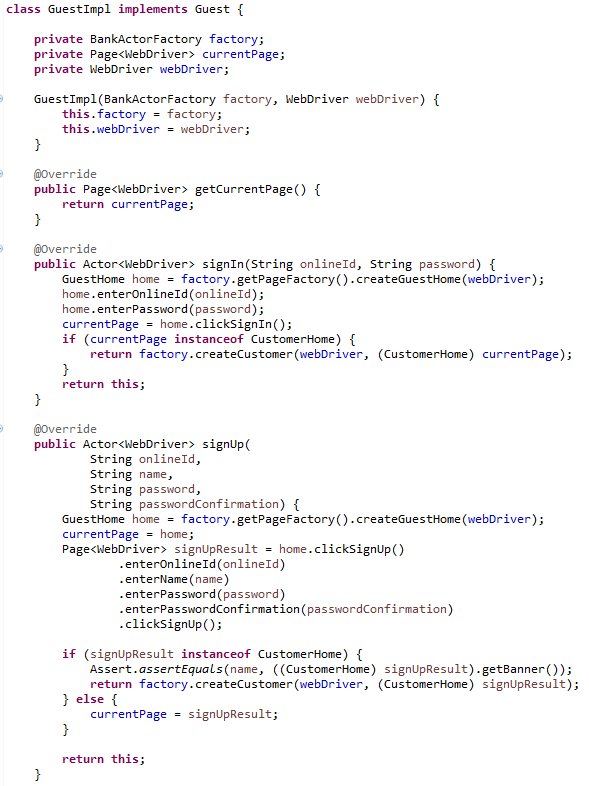 class GuestImpl implements Guest {

    private BankActorFactory factory;
    private Page<WebDriver> currentPage;
    private WebDriver webDriver;

    GuestImpl(BankActorFactory factory, WebDriver webDriver) {
        this.factory = factory;
        this.webDriver = webDriver;
    }

    @Override
    public Page<WebDriver> getCurrentPage() {
        return currentPage;
    }

    @Override
    public Actor<WebDriver> signIn(String onlineId, String password) {
        GuestHome home = factory.getPageFactory().createGuestHome(webDriver);
        home.enterOnlineId(onlineId);
        home.enterPassword(password);
        currentPage = home.clickSignIn();
        if (currentPage instanceof CustomerHome) {
            return factory.createCustomer(webDriver, (CustomerHome) currentPage);
        }
        return this;
    }

    @Override
    public Actor<WebDriver> signUp(
            String onlineId,
            String name,
            String password,
            String passwordConfirmation) {
        GuestHome home = factory.getPageFactory().createGuestHome(webDriver);
        currentPage = home;
        Page<WebDriver> signUpResult = home.clickSignUp()
                .enterOnlineId(onlineId)
                .enterName(name)
                .enterPassword(password)
                .enterPasswordConfirmation(passwordConfirmation)
                .clickSignUp();

        if (signUpResult instanceof CustomerHome) {
            Assert.assertEquals(name, ((CustomerHome) signUpResult).getBanner());
            return factory.createCustomer(webDriver, (CustomerHome) signUpResult);
        } else {
            currentPage = signUpResult;
        }

        return this;
    }